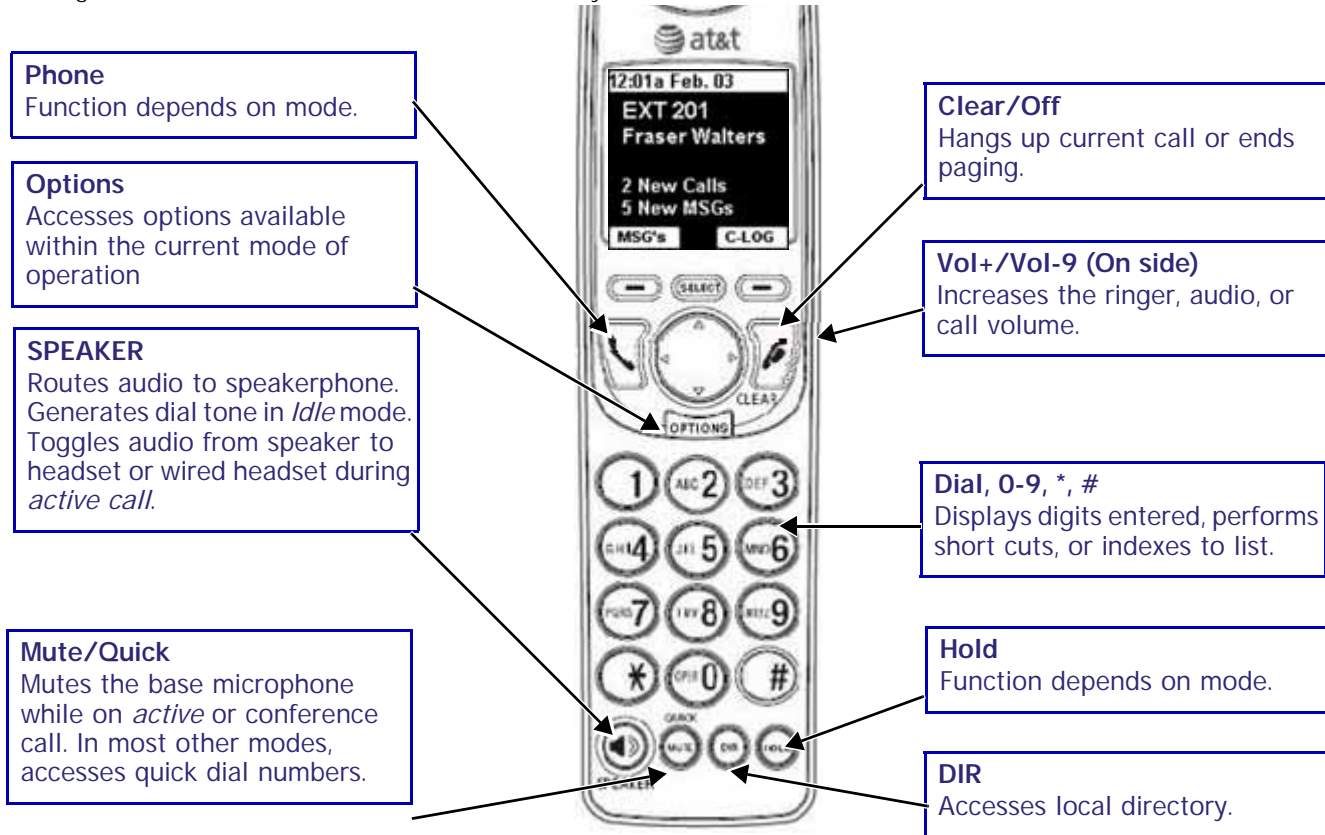 Phone
Function depends on mode.
Options
Accesses options available
within the current mode of
operation
SPEAKER
Routes audio to speakerphone.
Generates dial tone in Idle mode.
Toggles audio from speaker to
headset or wired headset during
active call.
Mute/Quick
Mutes the base microphone
while on active or conference
call. In most other modes,
accesses quick dial numbers.
at&t
12:01a Feb. 03
EXT 201
Fraser Walters
2 New Calls
5 New MSGs
MSG's C-LOG
SELECT
CLEAR
OPTIONS
1 ABC 2 DEF 3
GHI 4 JKL 5 MNO 6
PQRS 7 TUV 8 WXYZ 9
* OPER 0 #
QUICK
MUTE DIR HOLD
SPEAKER
Clear/Off
Hangs up current call or ends
paging.
Vol+/Vol-9 (On side)
Increases the ringer, audio, or
call volume.
Dial, 0-9, *, #
Displays digits entered, performs
short cuts, or indexes to list.
Hold
Function depends on mode.
DIR
Accesses local directory.